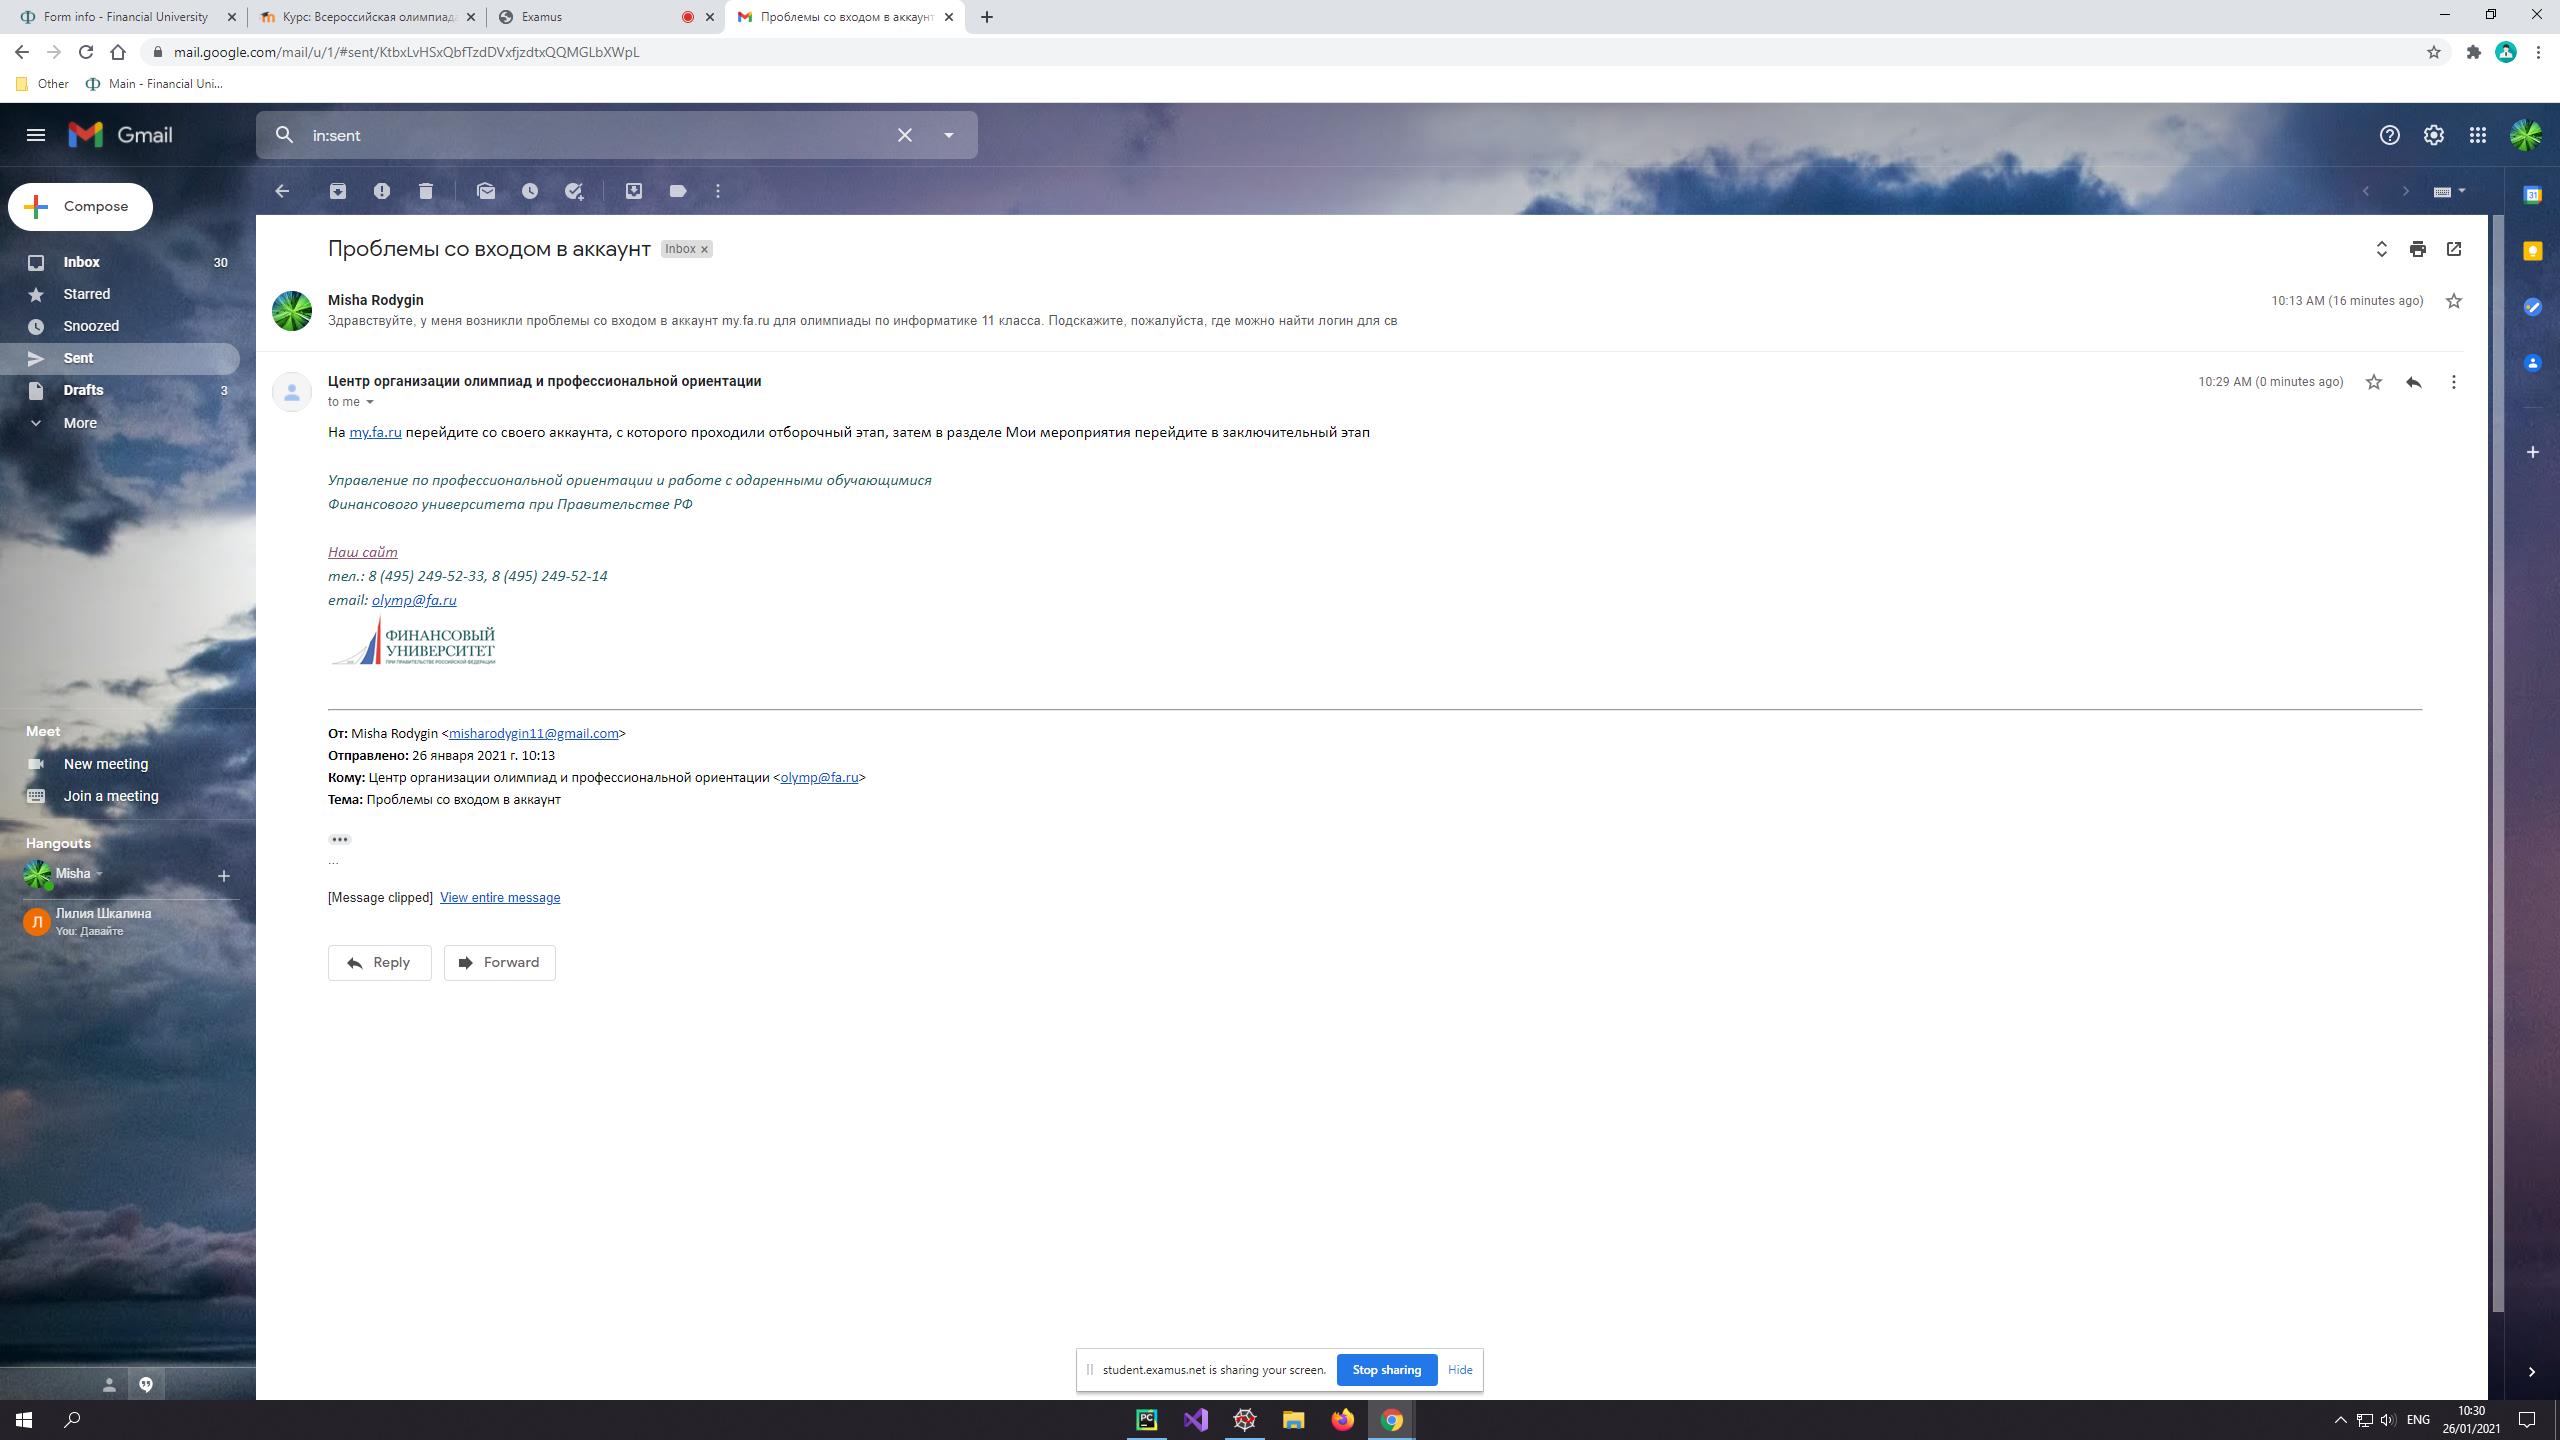 Form info - Financial University
Курс: Всероссийская олимпиада
Examus
Проблемы со входом в аккаунт
mail.google.com/mail/u/1/#sent/KtbxLvHSxQbfTzdDVxfjzdtxQQMGLbXWpL
Other
Main - Financial Uni...
Gmail
in:sent
Compose
Inbox 30
Starred
Snoozed
Sent
Drafts 3
More
Проблемы со входом в аккаунт Inbox x
Misha Rodygin
10:13 AM (16 minutes ago)
Здравствуйте, у меня возникли проблемы со входом в аккаунт my.fa.ru для олимпиады по информатике 11 класса. Подскажите, пожалуйста, где можно найти логин для св
Центр организации олимпиад и профессиональной ориентации
10:29 AM (0 minutes ago)
to me
На my.fa.ru перейдите со своего аккаунта, с которого проходили отборочный этап, затем в разделе Мои мероприятия перейдите в заключительный этап
Управление по профессиональной ориентации и работе с одаренными обучающимися
Финансового университета при Правительстве РФ
Наш сайт
тел.: 8 (495) 249-52-33, 8 (495) 249-52-14
email: olymp@fa.ru
ФИНАНСОВЫЙ
УНИВЕРСИТЕТ
ПРИ ПРАВИТЕЛЬСТВЕ РОССИЙСКОЙ ФЕДЕРАЦИИ
От: Misha Rodygin <misharodygin11@gmail.com>
Отправлено: 26 января 2021 г. 10:13
Кому: Центр организации олимпиад и профессиональной ориентации <olymp@fa.ru>
Тема: Проблемы со входом в аккаунт
...
[Message clipped] View entire message
Reply
Forward
Meet
New meeting
Join a meeting
Hangouts
Misha
Л
Лилия Шкалина
You: Давайте
31
student.examus.net is sharing your screen.
Stop sharing
Hide
PC
ENG
10:30
26/01/2021